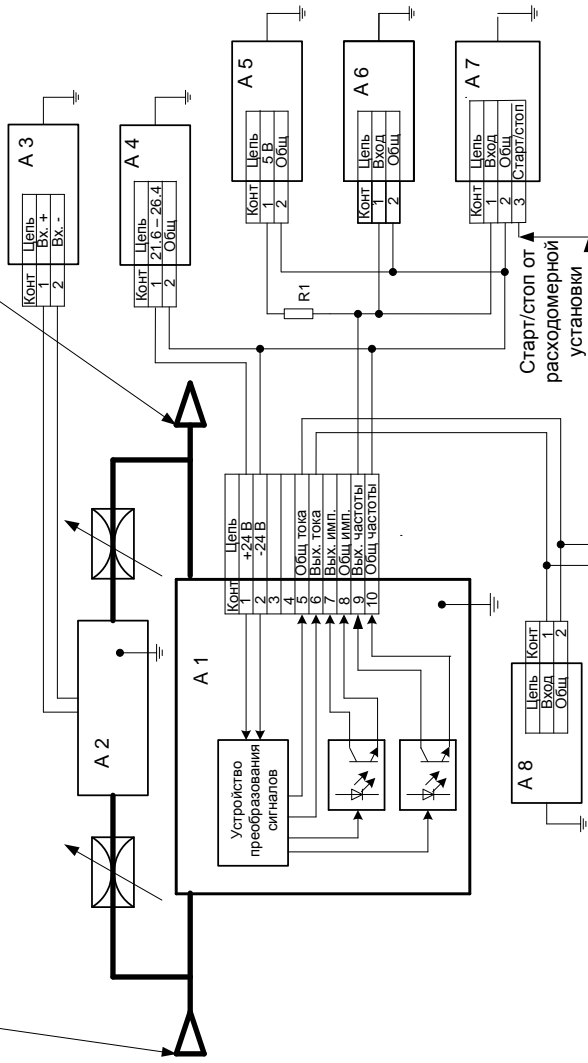 А 3
Конт Цепь
1 Вх. +
2 Вх. -
А 4
Конт Цепь
1 21.6 – 26.4
2 Общ
А 5
Конт Цепь
1 5 В
2 Общ
А 6
Конт Цепь
1 Вход
2 Общ
А 7
Конт Цепь
1 Вход
2 Общ
3 Старт/стоп
R1
Старт/стоп от
расходомерной
установки
А 2
А 1
Устройство
преобразования
сигналов
Конт Цепь
1 +24 В
2 -24 В
3
4
5 Общ тока
6 Вых. тока
7 Вых. имп.
8 Общ имп.
9 Вых. частоты
10 Общ частоты
А 8
Цепь Конт
Вход 1
Общ 2